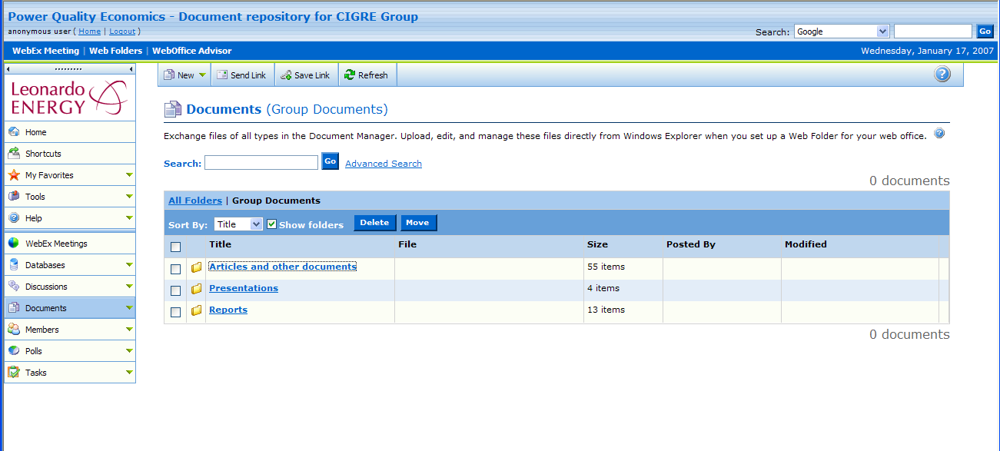 Power Quality Economics - Document repository for CIGRE Group
anonymous user ( Home | Logout )
Search: Google Go
WebEx Meeting | Web Folders | WebOffice Advisor
Wednesday, January 17, 2007
New Send Link Save Link Refresh
Leonardo
ENERGY
Home
Shortcuts
My Favorites
Tools
Help
WebEx Meetings
Databases
Discussions
Documents
Members
Polls
Tasks
Documents (Group Documents)
Exchange files of all types in the Document Manager. Upload, edit, and manage these files directly from Windows Explorer when you set up a Web Folder for your web office.
Search: Go Advanced Search
0 documents
All Folders | Group Documents
Sort By: Title Show folders Delete Move
Title File Size Posted By Modified
Articles and other documents 55 items
Presentations 4 items
Reports 13 items
0 documents